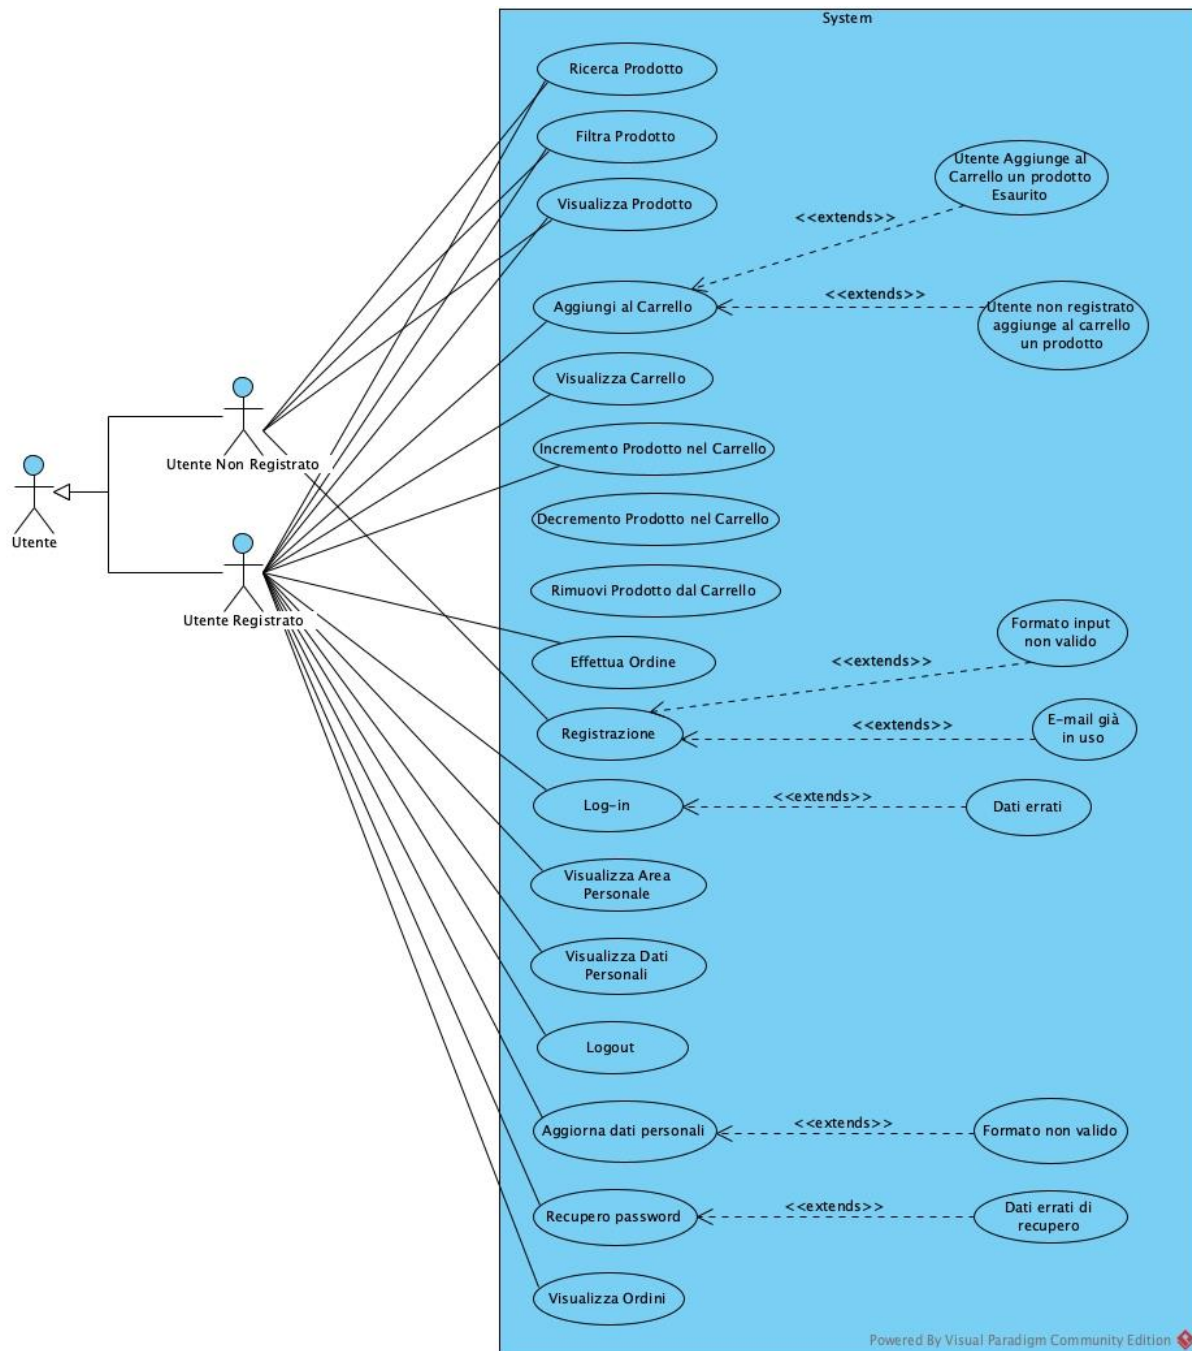 System
Ricerca Prodotto
Filtra Prodotto
Utente Aggiunge al
Carrello un prodotto
Esaurito
Visualizza Prodotto
<<extends>>
<<extends>>
Aggiungi al Carrello
Utente non registrato
aggiunge al carrello
un prodotto
Visualizza Carrello
Incremento Prodotto nel Carrello
Utente Non Registrato
Decremento Prodotto nel Carrello
Utente
Rimuovi Prodotto dal Carrello
Utente Registrato
Formato input
non valido
Effettua Ordine
<<extends>>
Registrazione
<<extends>>
E-mail già
in uso
Log-in
<<extends>>
Dati errati
Visualizza Area
Personale
Visualizza Dati
Personali
Logout
Aggiorna dati personali
<<extends>>
Formato non valido
Recupero password
<<extends>>
Dati errati di
recupero
Visualizza Ordini
Powered By Visual Paradigm Community Edition